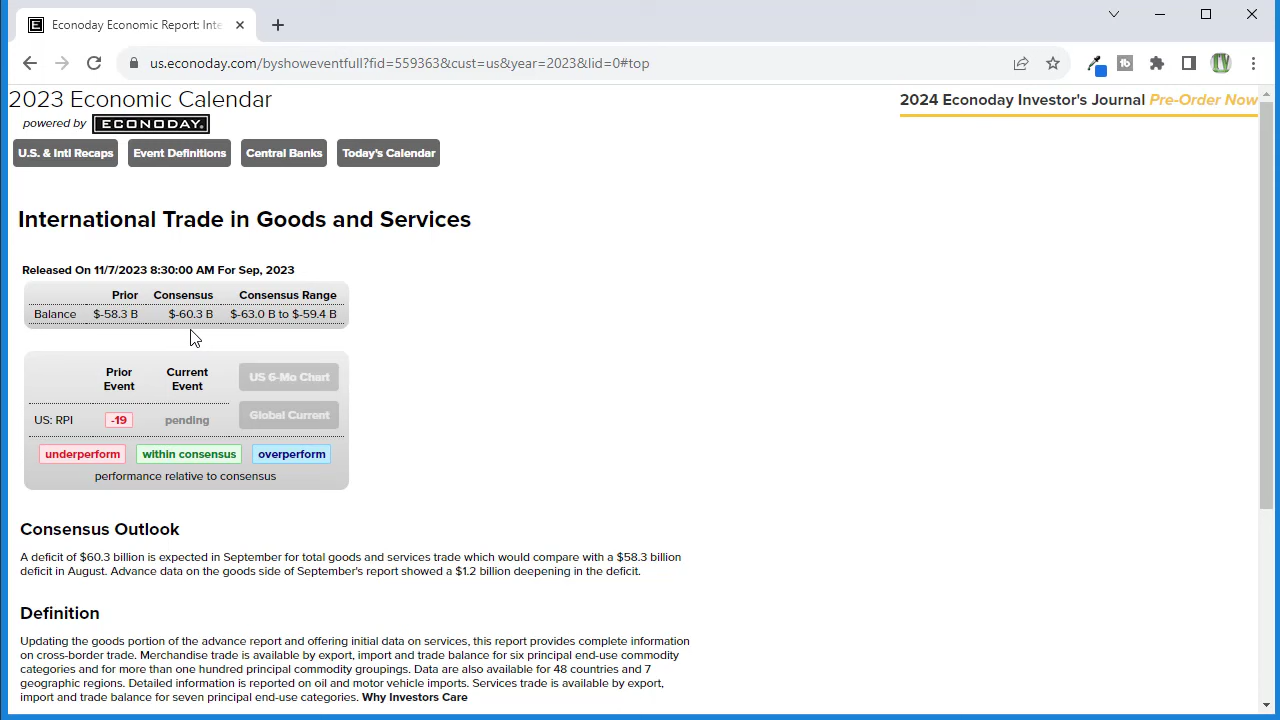 Econoday Economic Report: Inte
us.econoday.com/byshoweventfull?fid=559363&cust=us&year=2023&lid=0#top
2023 Economic Calendar
2024 Econoday Investor's Journal Pre-Order Now
powered by ECONODAY
U.S. & Intl Recaps Event Definitions Central Banks Today's Calendar
International Trade in Goods and Services
Released On 11/7/2023 8:30:00 AM For Sep, 2023
Prior Consensus Consensus Range
Balance $-58.3 B $-60.3 B $-63.0 B to $-59.4 B
Prior Event Current Event US 6-Mo Chart
Global Current
US: RPI -19 pending
underperform within consensus overperform
performance relative to consensus
Consensus Outlook
A deficit of $60.3 billion is expected in September for total goods and services trade which would compare with a $58.3 billion
deficit in August. Advance data on the goods side of September's report showed a $1.2 billion deepening in the deficit.
Definition
Updating the goods portion of the advance report and offering initial data on services, this report provides complete information
on cross-border trade. Merchandise trade is available by export, import and trade balance for six principal end-use commodity
categories and for more than one hundred principal commodity groupings. Data are also available for 48 countries and 7
geographic regions. Detailed information is reported on oil and motor vehicle imports. Services trade is available by export,
import and trade balance for seven principal end-use categories. Why Investors Care